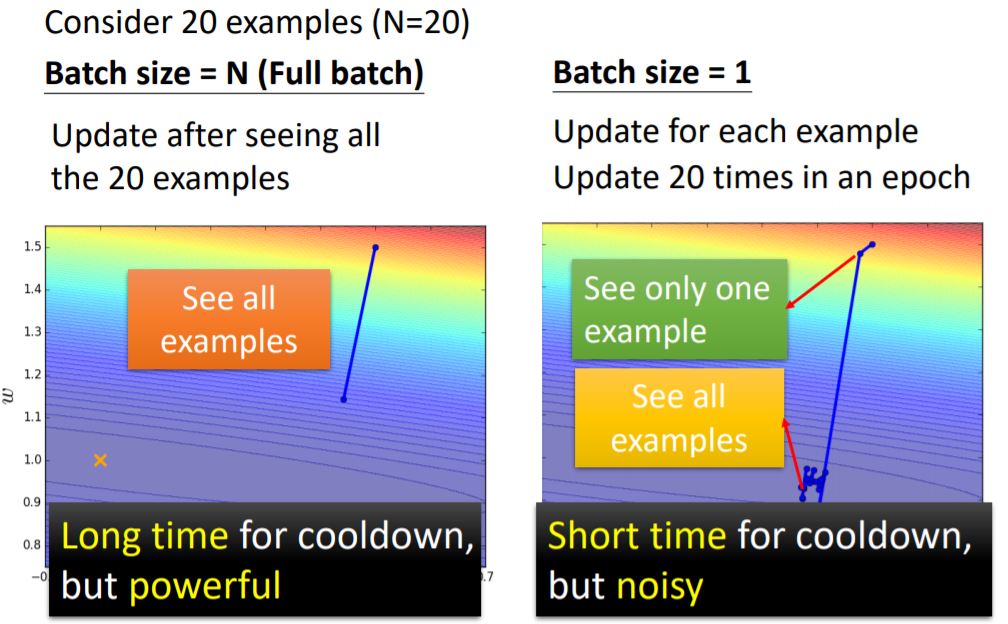 Consider 20 examples (N=20)
Batch size = N (Full batch)
Update after seeing all
the 20 examples
Batch size = 1
Update for each example
Update 20 times in an epoch
1.5
1.4
1.3
1.2
1.1
1.0
0.9
0.8
w
See all
examples
−0
.7
Long time for cooldown,
but powerful
See only one
example
See all
examples
Short time for cooldown,
but noisy